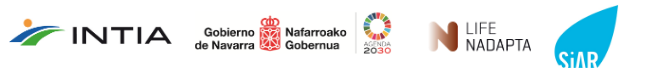 INTIA
Gobierno de Navarra
Nafarroako Gobernua
AGENDA
2030
LIFE
NADAPTA
SiAR